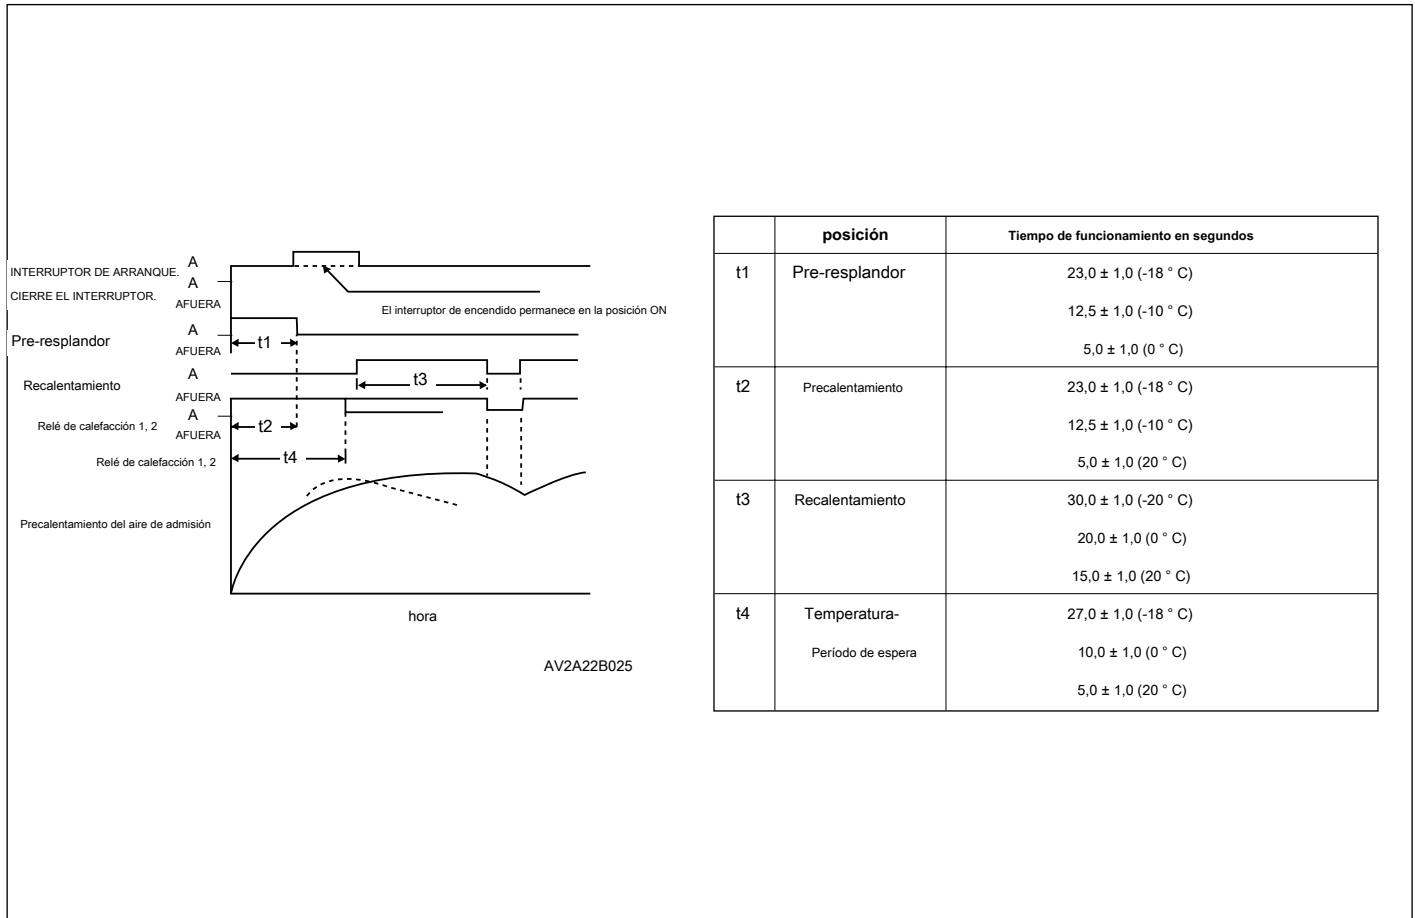 INTERRUPTOR DE ARRANQUE.
A
A
CIERRE EL INTERRUPTOR.
AFUERA
El interruptor de encendido permanece en la posición ON
A
Pre-resplandor
AFUERA
t1
A
Recalentamiento
AFUERA
t3
A
Relé de calefacción 1, 2
AFUERA
t2
Relé de calefacción 1, 2
t4
Precalentamiento del aire de admisión
hora
AV2A22B025
posición Tiempo de funcionamiento en segundos
t1 Pre-resplandor 23,0 ± 1,0 (-18 ° C)
12,5 ± 1,0 (-10 ° C)
5,0 ± 1,0 (0 ° C)
t2 Precalentamiento 23,0 ± 1,0 (-18 ° C)
12,5 ± 1,0 (-10 ° C)
5,0 ± 1,0 (20 ° C)
t3 Recalentamiento 30,0 ± 1,0 (-20 ° C)
20,0 ± 1,0 (0 ° C)
15,0 ± 1,0 (20 ° C)
t4 Temperatura- 27,0 ± 1,0 (-18 ° C)
Período de espera 10,0 ± 1,0 (0 ° C)
5,0 ± 1,0 (20 ° C)